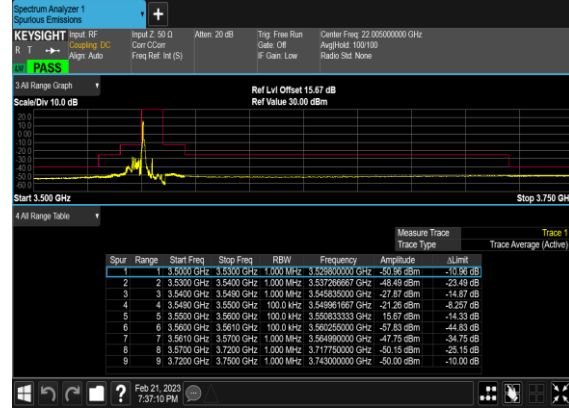 Spectrum Analyzer 1
Spurious Emissions
KEYSIGHT Input: RF Input Z: 50 Ω Atten: 20 dB Trig: Free Run Center Freq: 22.005000000 GHz
R T Coupling: DC Corr CCorr Gate: Off Avg|Hold: 100/100
Align: Auto Freq Ref: Int (S) IF Gain: Low Radio Std: None
PASS
3 All Range Graph
Ref Lvl Offset 15.67 dB
Scale/Div 10.0 dB Ref Value 30.00 dBm
20.0
10.0
0.00
-10.0
-20.0
-30.0
-40.0
-50.0
-60.0
Start 3.500 GHz Stop 3.750 GH
4 All Range Table
Measure Trace Trace 1
Trace Type Trace Average (Active)
Spur Range Start Freq Stop Freq RBW Frequency Amplitude ΔLimit
1 1 3.5000 GHz 3.5300 GHz 1.000 MHz 3.529800000 GHz -50.96 dBm -10.96 dB
2 2 3.5300 GHz 3.5400 GHz 1.000 MHz 3.537266667 GHz -48.49 dBm -23.49 dB
3 3 3.5400 GHz 3.5490 GHz 1.000 MHz 3.545835000 GHz -27.87 dBm -14.87 dB
4 4 3.5490 GHz 3.5500 GHz 100.0 kHz 3.549961667 GHz -21.26 dBm -8.257 dB
5 5 3.5500 GHz 3.5600 GHz 100.0 kHz 3.550833333 GHz 15.67 dBm -14.33 dB
6 6 3.5600 GHz 3.5610 GHz 100.0 kHz 3.560255000 GHz -57.83 dBm -44.83 dB
7 7 3.5610 GHz 3.5700 GHz 1.000 MHz 3.564990000 GHz -47.75 dBm -34.75 dB
8 8 3.5700 GHz 3.7200 GHz 1.000 MHz 3.717750000 GHz -50.15 dBm -25.15 dB
9 9 3.7200 GHz 3.7500 GHz 1.000 MHz 3.743000000 GHz -50.00 dBm -10.00 dB
Feb 21, 2023
7:37:10 PM